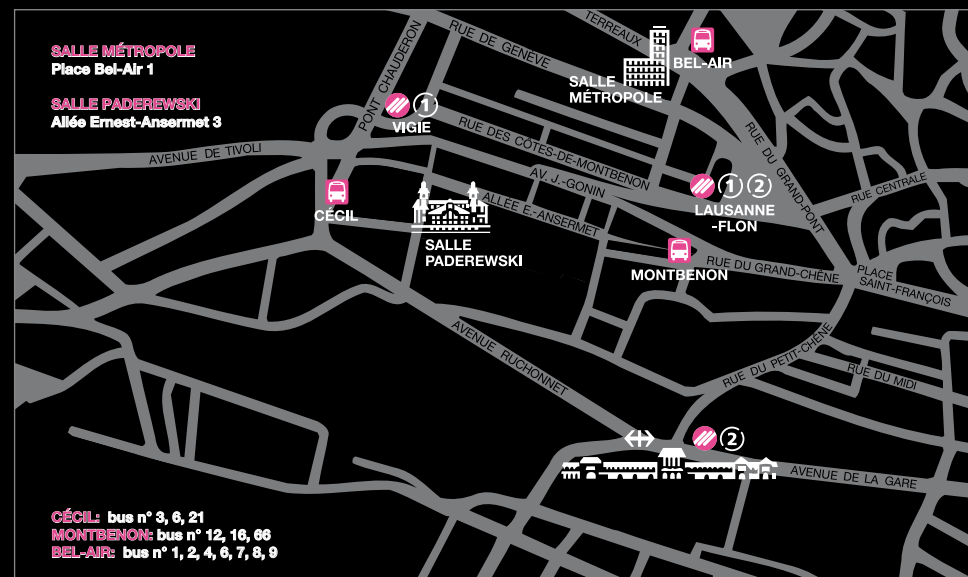 SALLE MÉTROPOLE
Place Bel-Air 1
SALLE PADEREWSKI
Allée Ernest-Ansermet 3
PONT CHAUDERON
RUE DE GENÈVE
TERREAUX
BEL-AIR
SALLE
MÉTROPOLE
1
VIGIE
RUE DES CÔTES-DE-MONTBENON
RUE DU GRAND-PONT
AVENUE DE TIVOLI
AV. J.-GONIN
1 2
LAUSANNE
-FLON
RUE CENTRALE
CÉCIL
ALLÉE E.-ANSERMET
SALLE
PADEREWSKI
MONTBENON
RUE DU GRAND-CHÊNE
PLACE
SAINT-FRANÇOIS
AVENUE RUCHONNET
RUE DU PETIT-CHÊNE
RUE DU MIDI
2
AVENUE DE LA GARE
CÉCIL: bus n° 3, 6, 21
MONTBENON: bus n° 12, 16, 66
BEL-AIR: bus n° 1, 2, 4, 6, 7, 8, 9